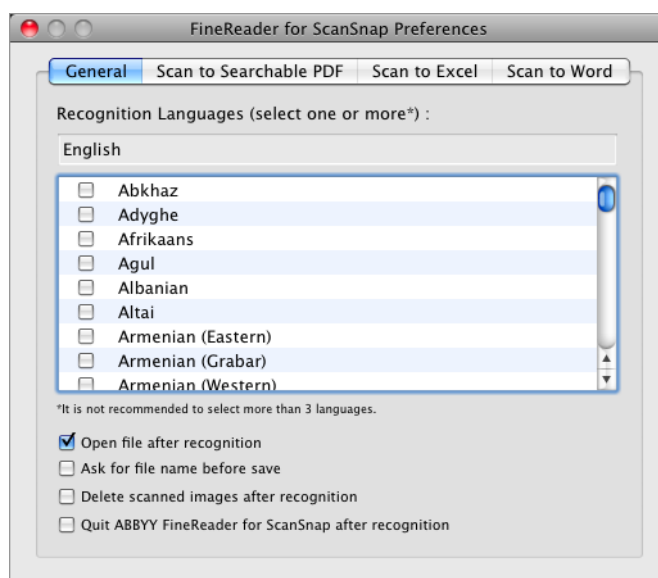 FineReader for ScanSnap Preferences
General Scan to Searchable PDF Scan to Excel Scan to Word
Recognition Languages (select one or more*) :
English
Abkhaz
Adyghe
Afrikaans
Agul
Albanian
Altai
Armenian (Eastern)
Armenian (Grabar)
Armenian (Western)
*It is not recommended to select more than 3 languages.
Open file after recognition
Ask for file name before save
Delete scanned images after recognition
Quit ABBYY FineReader for ScanSnap after recognition